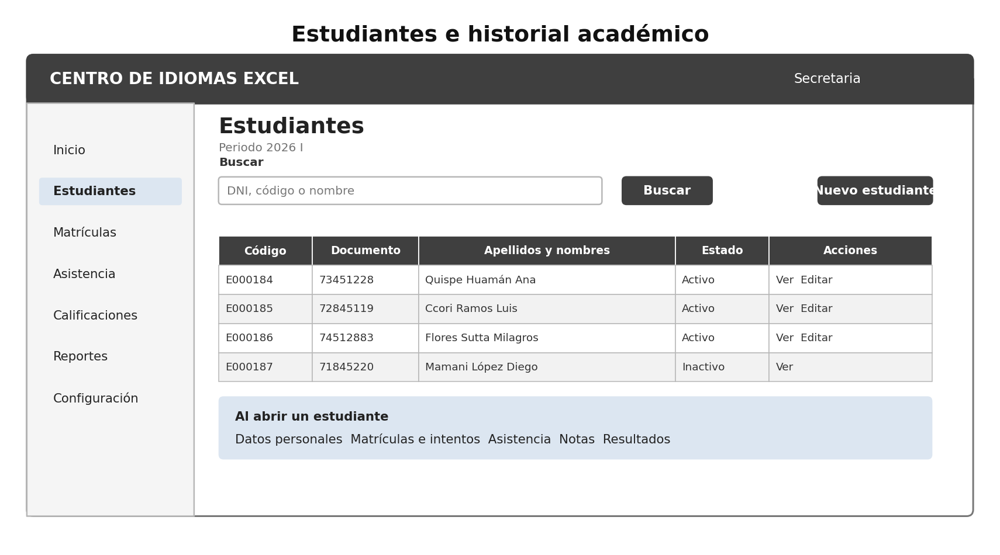 Estudiantes e historial académico
CENTRO DE IDIOMAS EXCEL
Secretaria
Inicio
Estudiantes
Matrículas
Asistencia
Calificaciones
Reportes
Configuración
Estudiantes
Periodo 2026 I
Buscar
DNI, código o nombre
Buscar
Nuevo estudiante
Código Documento Apellidos y nombres Estado Acciones
E000184 73451228 Quispe Huamán Ana Activo Ver Editar
E000185 72845119 Ccori Ramos Luis Activo Ver Editar
E000186 74512883 Flores Sutta Milagros Activo Ver Editar
E000187 71845220 Mamani López Diego Inactivo Ver
Al abrir un estudiante
Datos personales Matrículas e intentos Asistencia Notas Resultados